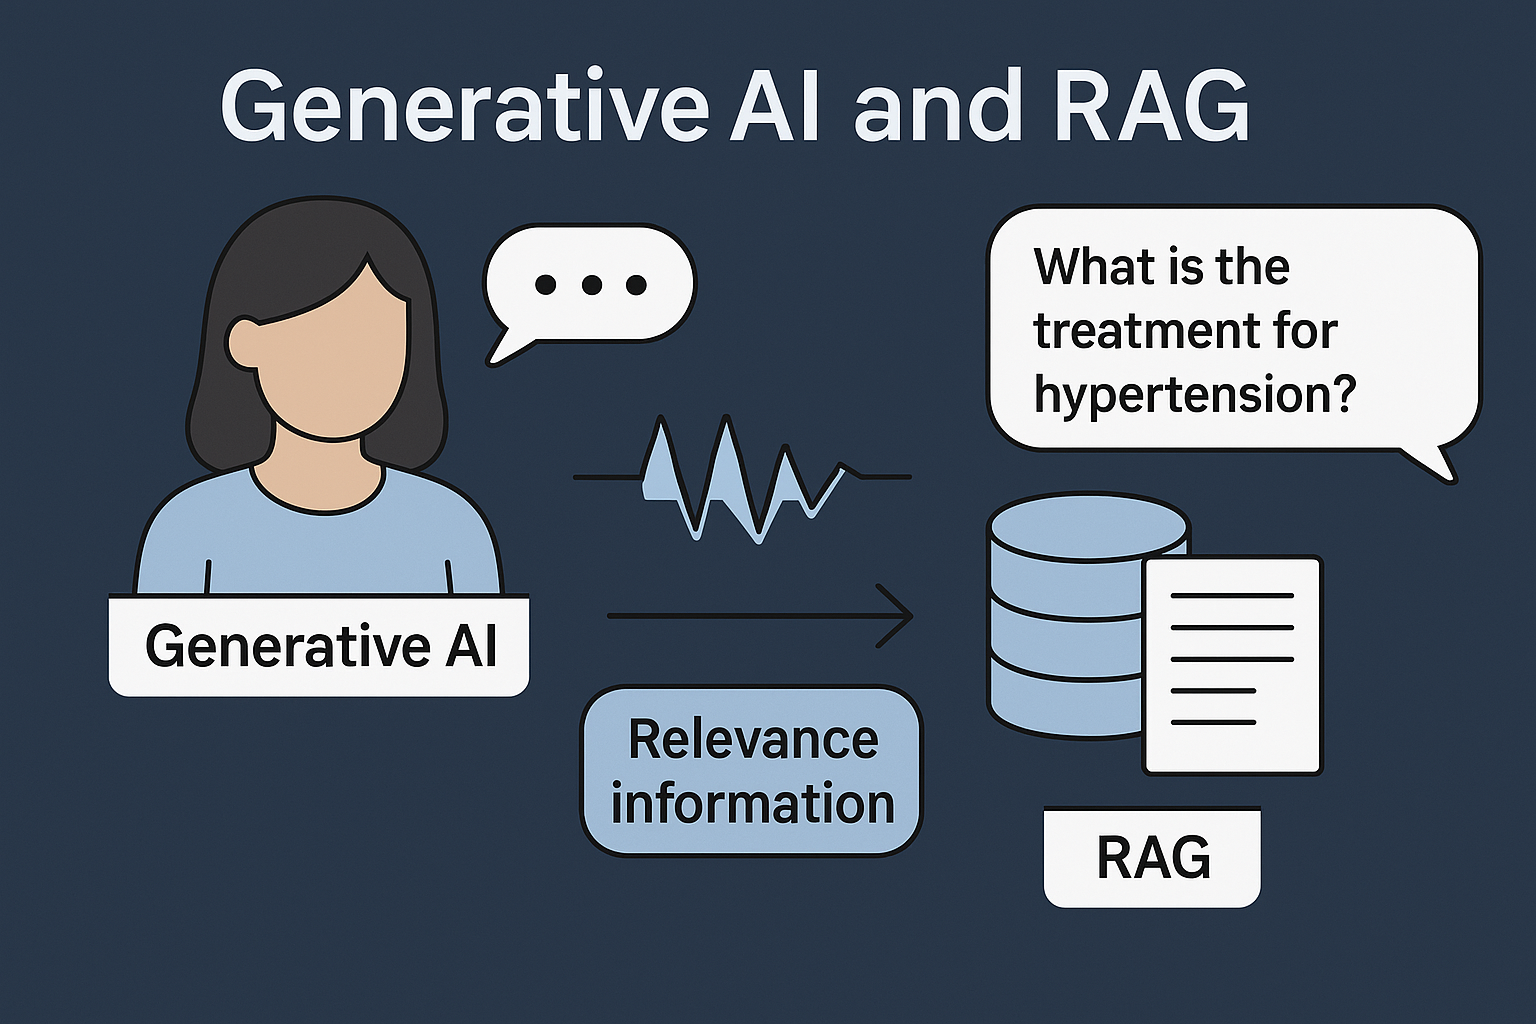 Generative AI and RAG
What is the
treatment for
hypertension?
Generative AI
Relevance
information
RAG